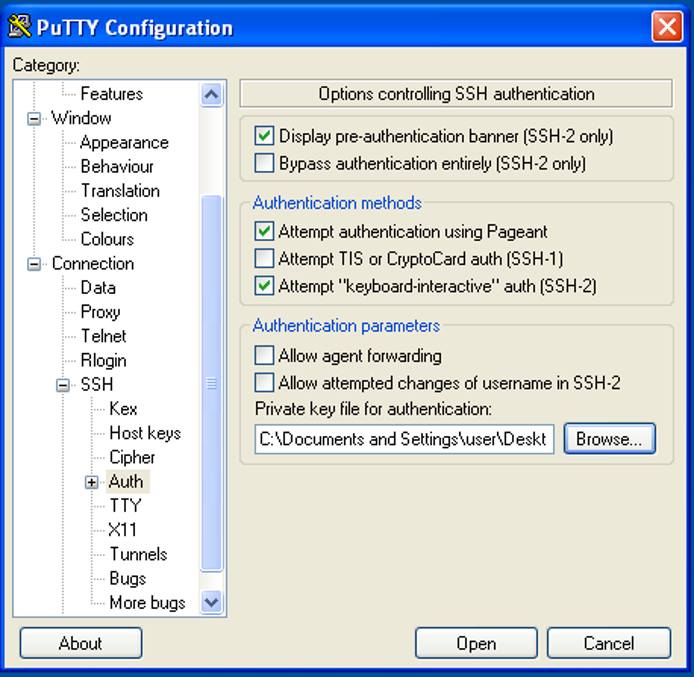 PuTTY Configuration
Category:
Features
Window
Appearance
Behaviour
Translation
Selection
Colours
Connection
Data
Proxy
Telnet
Rlogin
SSH
Kex
Host keys
Cipher
Auth
TTY
X11
Tunnels
Bugs
More bugs
Options controlling SSH authentication
Display pre-authentication banner (SSH-2 only)
Bypass authentication entirely (SSH-2 only)
Authentication methods
Attempt authentication using Pageant
Attempt TIS or CryptoCard auth (SSH-1)
Attempt "keyboard-interactive" auth (SSH-2)
Authentication parameters
Allow agent forwarding
Allow attempted changes of username in SSH-2
Private key file for authentication:
C:\Documents and Settings\user\Deskt Browse...
About Open Cancel